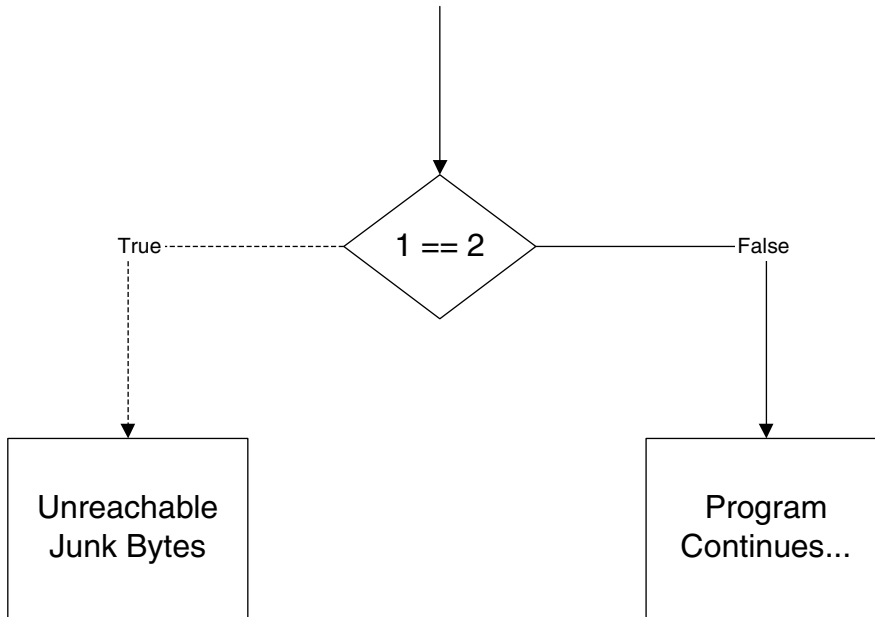 1 == 2
True
False
Unreachable
Junk Bytes
Program
Continues...